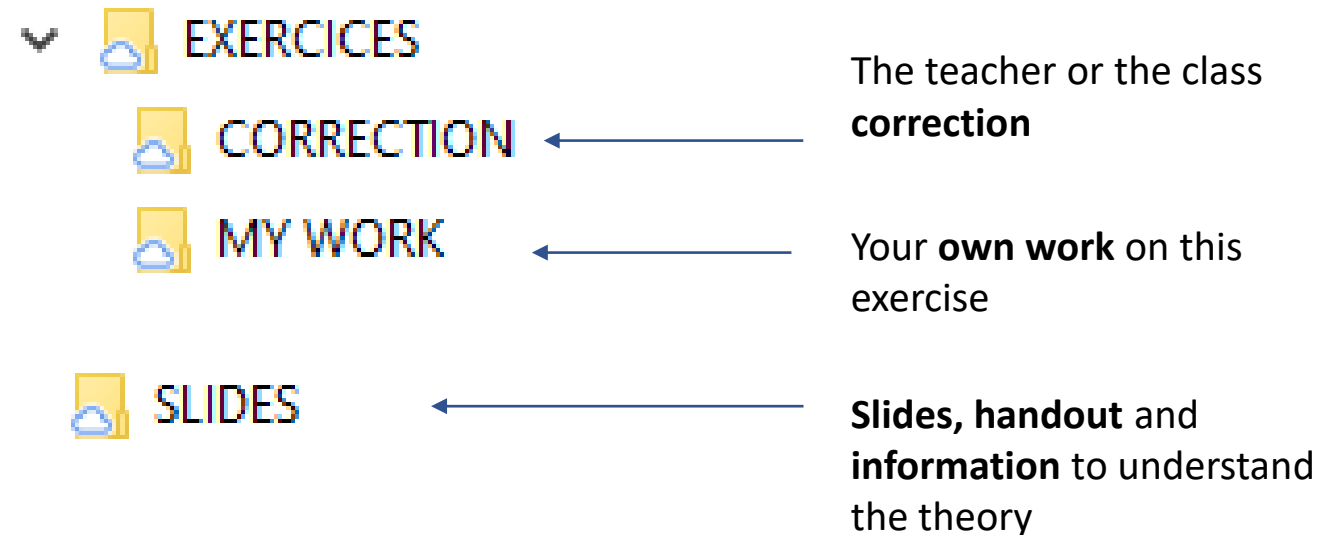 EXERCICES
The teacher or the class
correction
CORRECTION
MY WORK
Your own work on this
exercise
SLIDES
Slides, handout and
information to understand
the theory